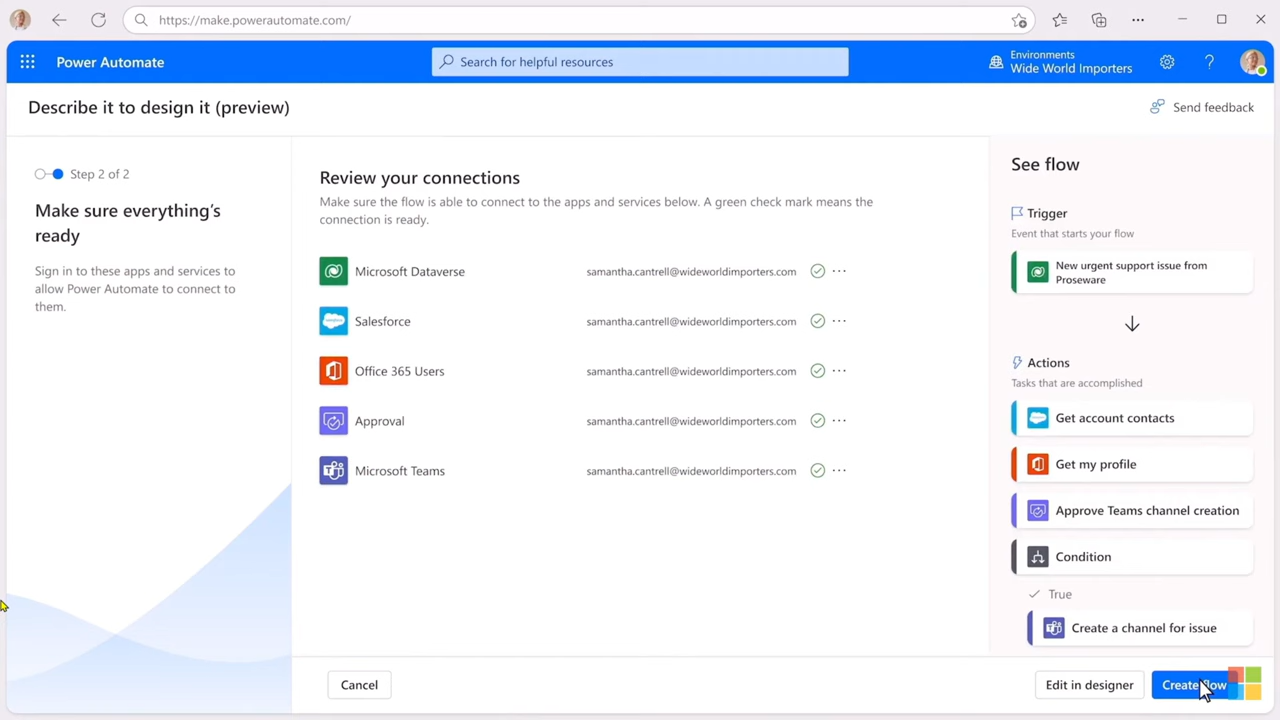 https://make.powerautomate.com/
Power Automate
Search for helpful resources
Environments
Wide World Importers
?
Describe it to design it (preview)
Send feedback
Step 2 of 2
Make sure everything's
ready
Sign in to these apps and services to
allow Power Automate to connect to
them.
Review your connections
Make sure the flow is able to connect to the apps and services below. A green check mark means the
connection is ready.
Microsoft Dataverse samantha.cantrell@wideworldimporters.com
Salesforce samantha.cantrell@wideworldimporters.com
Office 365 Users samantha.cantrell@wideworldimporters.com
Approval samantha.cantrell@wideworldimporters.com
Microsoft Teams samantha.cantrell@wideworldimporters.com
See flow
Trigger
Event that starts your flow
New urgent support issue from
Proseware
Actions
Tasks that are accomplished
Get account contacts
Get my profile
Approve Teams channel creation
Condition
True
Create a channel for issue
Cancel
Edit in designer
Create flow